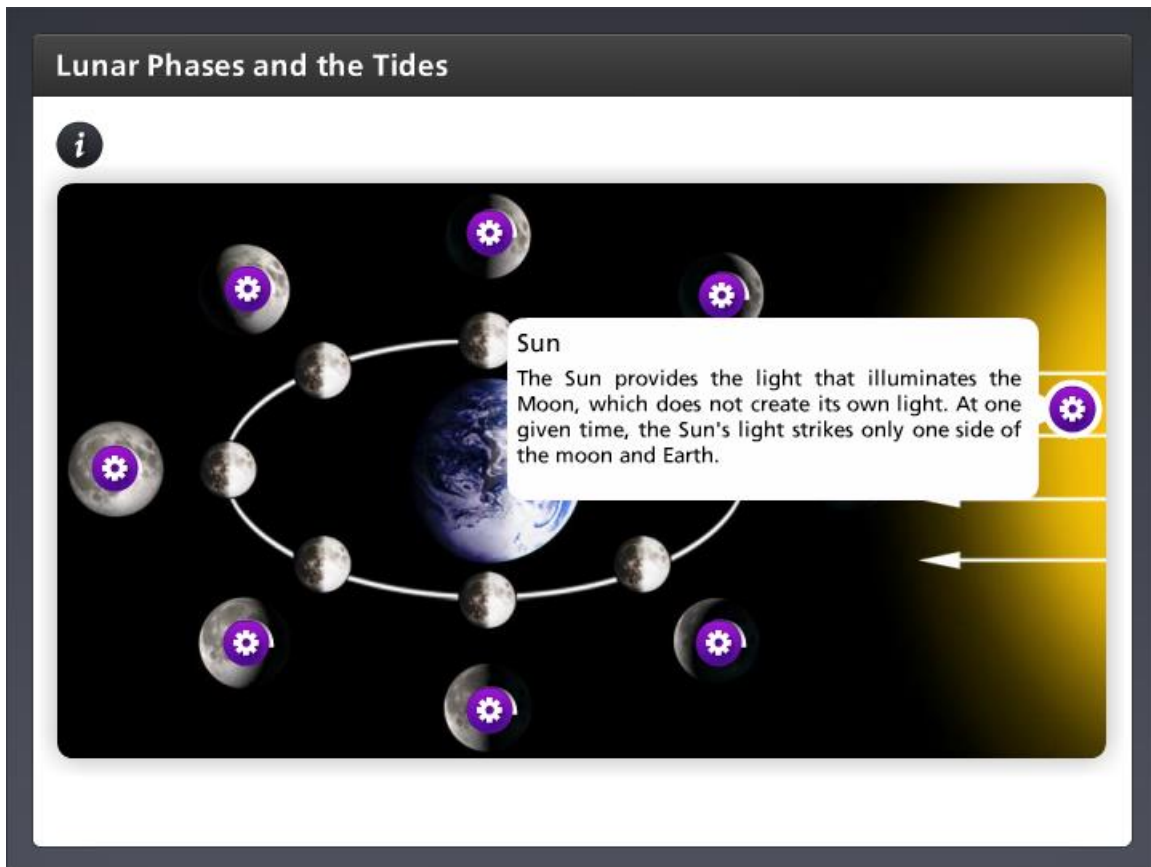 Lunar Phases and the Tides
i
Sun
The Sun provides the light that illuminates the
Moon, which does not create its own light. At one
given time, the Sun's light strikes only one side of
the moon and Earth.